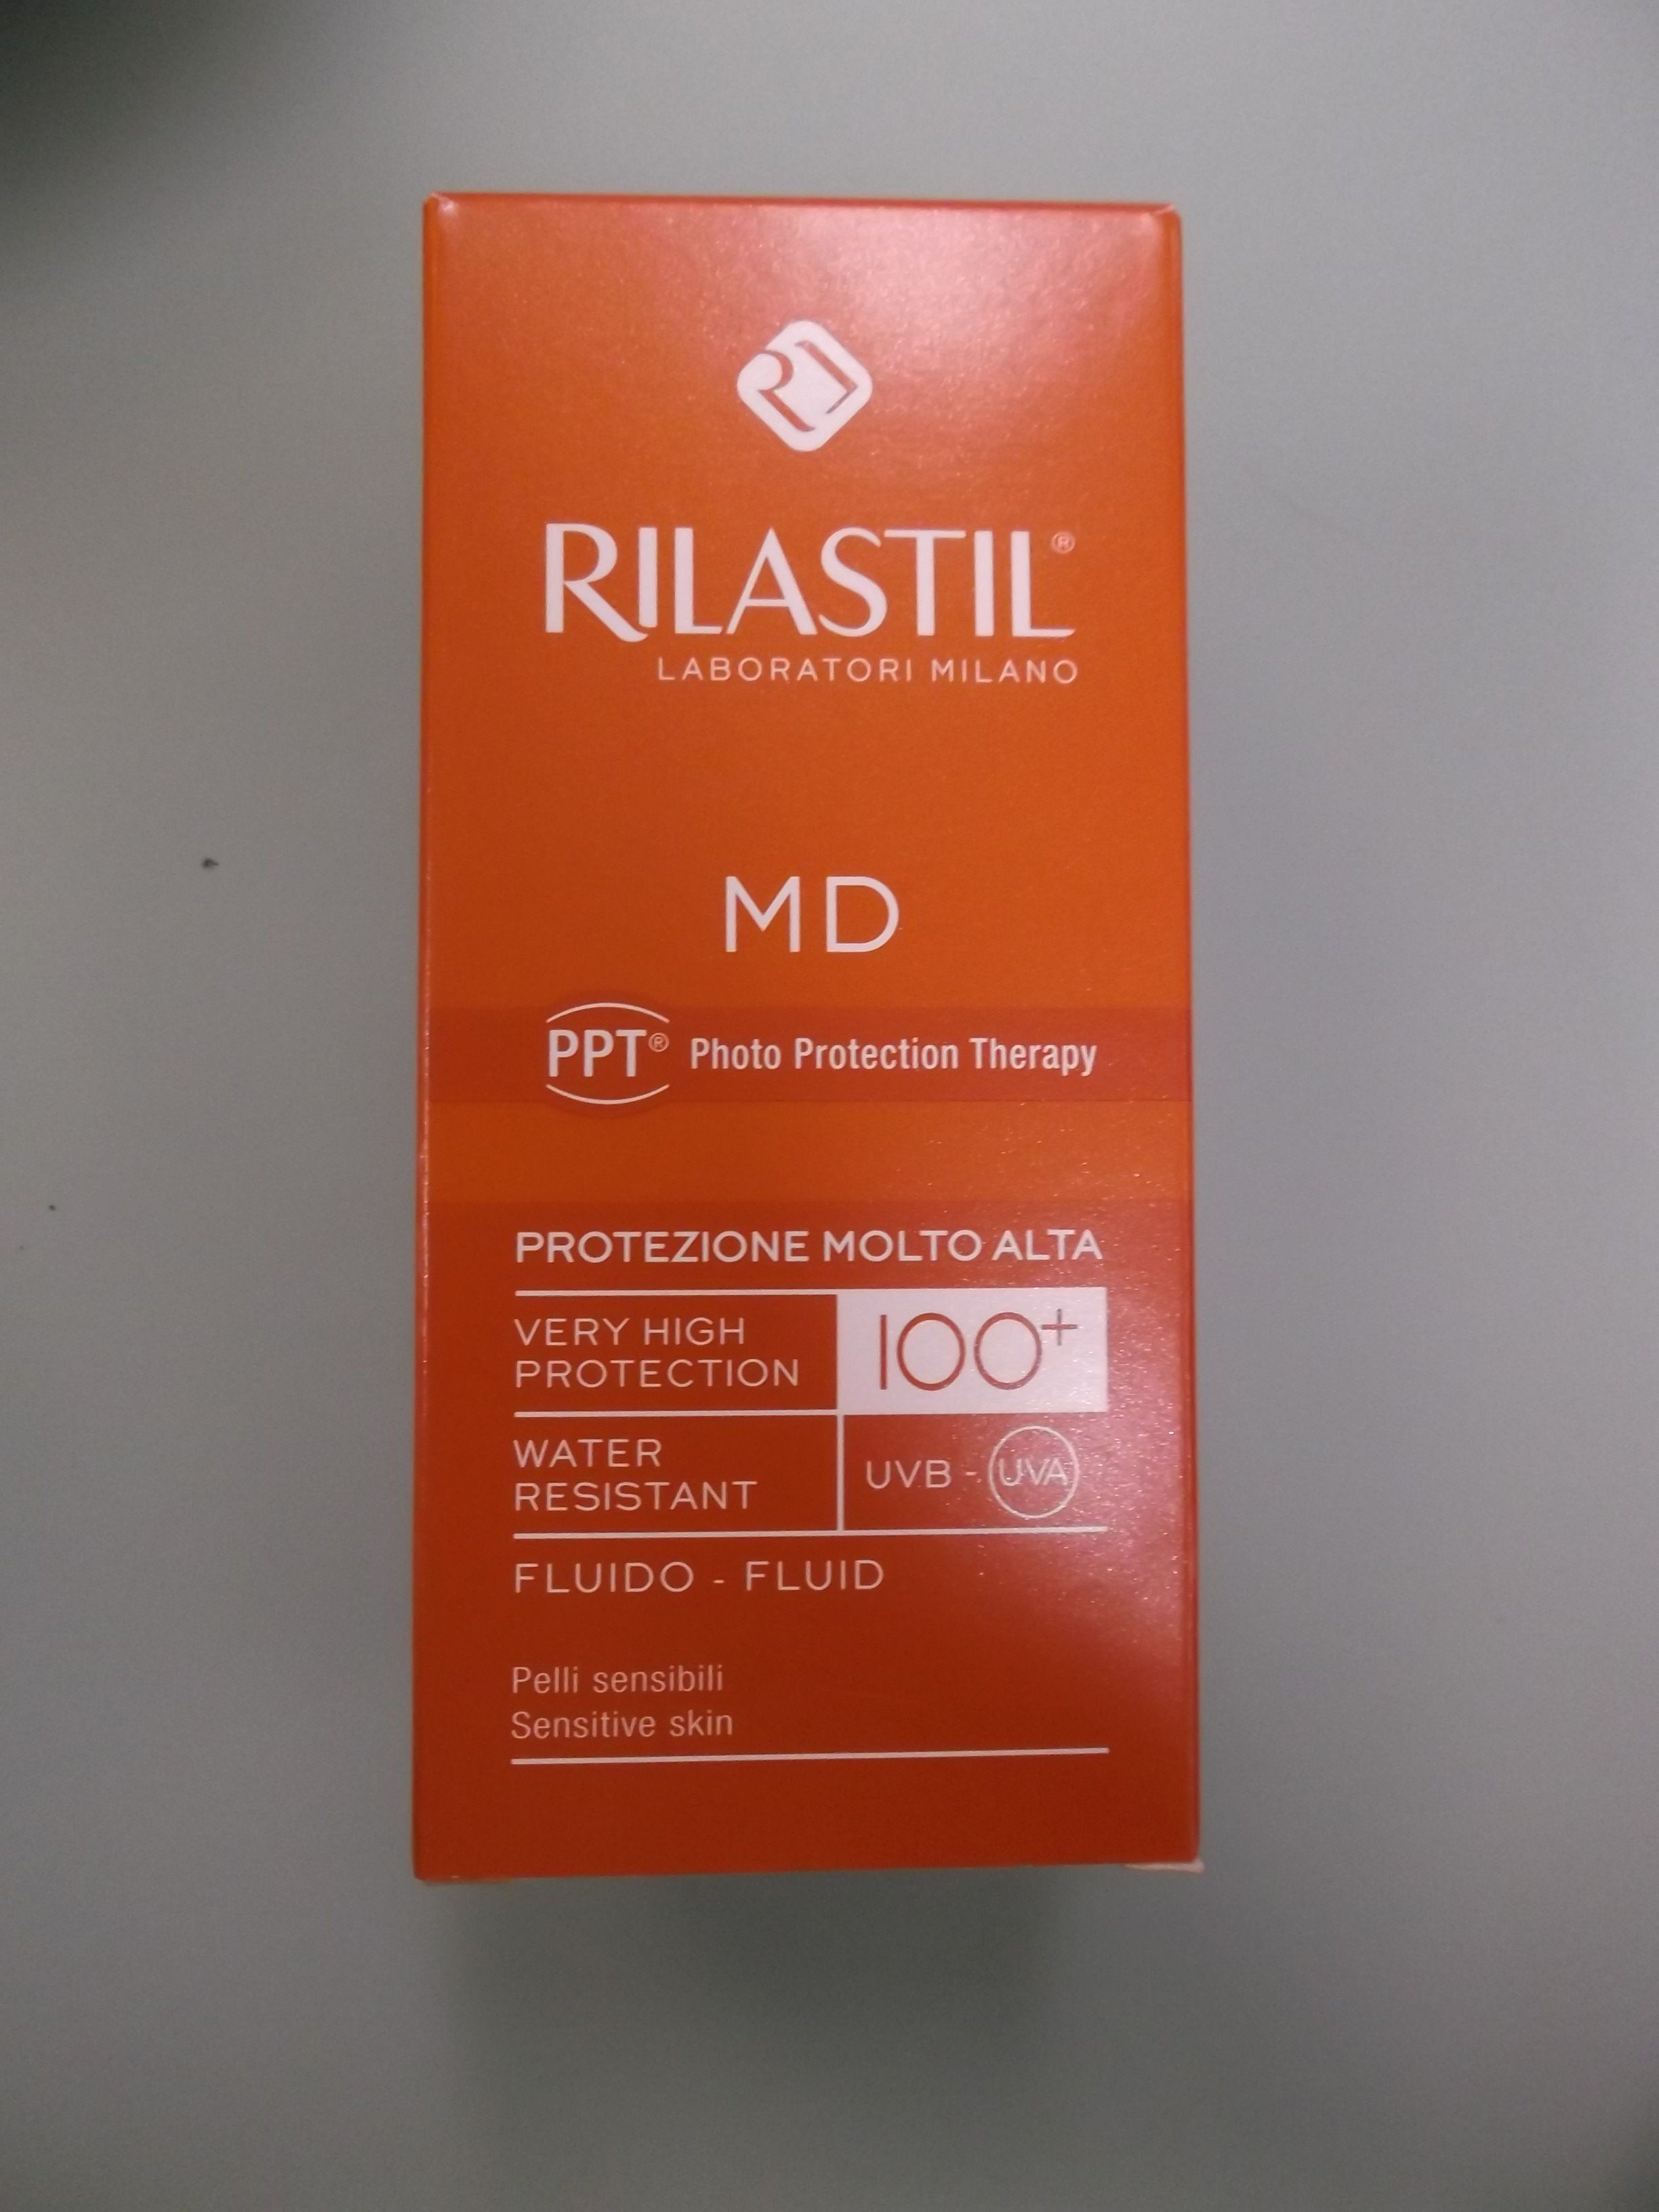 RILASTIL®
LABORATORI MILANO
MD
PPT® Photo Protection Therapy
PROTEZIONE MOLTO ALTA
VERY HIGH
PROTECTION
100+
WATER
RESISTANT
UVB - UVA
FLUIDO - FLUID
Pelli sensibili
Sensitive skin